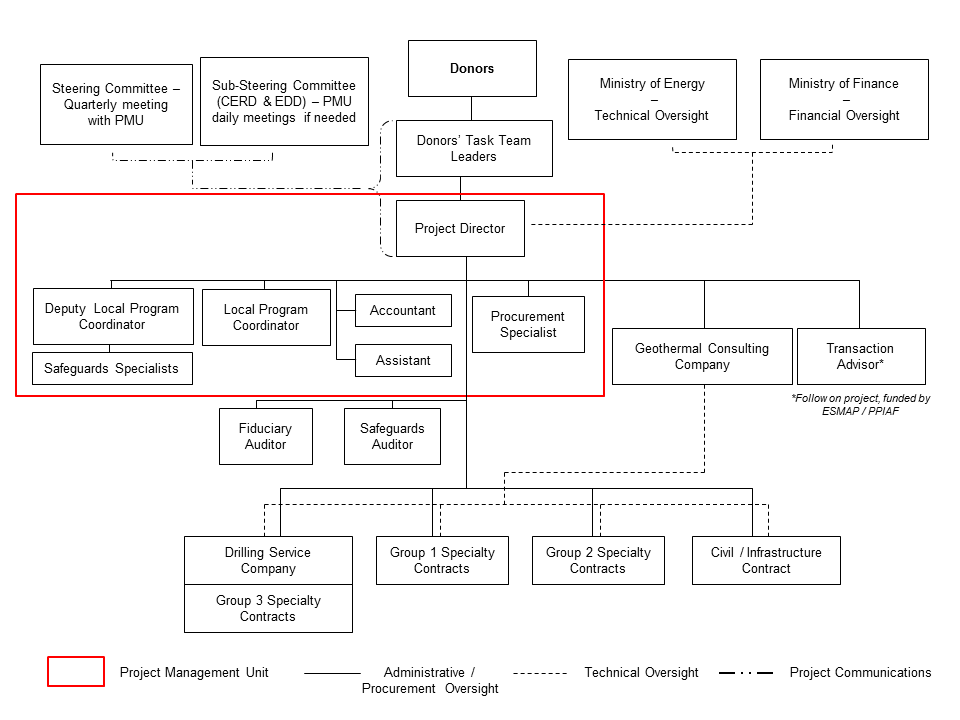 Donors
Steering Committee –
Quarterly meeting
with PMU
Sub-Steering Committee
(CERD & EDD) – PMU
daily meetings if needed
Ministry of Energy
–
Technical Oversight
Ministry of Finance
–
Financial Oversight
Donors' Task Team
Leaders
Project Director
Deputy Local Program
Coordinator
Safeguards Specialists
Local Program
Coordinator
Accountant
Assistant
Procurement
Specialist
Geothermal Consulting
Company
Transaction
Advisor*
*Follow on project, funded by
ESMAP / PPIAF
Fiduciary
Auditor
Safeguards
Auditor
Drilling Service
Company
Group 3 Specialty
Contracts
Group 1 Specialty
Contracts
Group 2 Specialty
Contracts
Civil / Infrastructure
Contract
Project Management Unit
Administrative /
Procurement Oversight
Technical Oversight
Project Communications